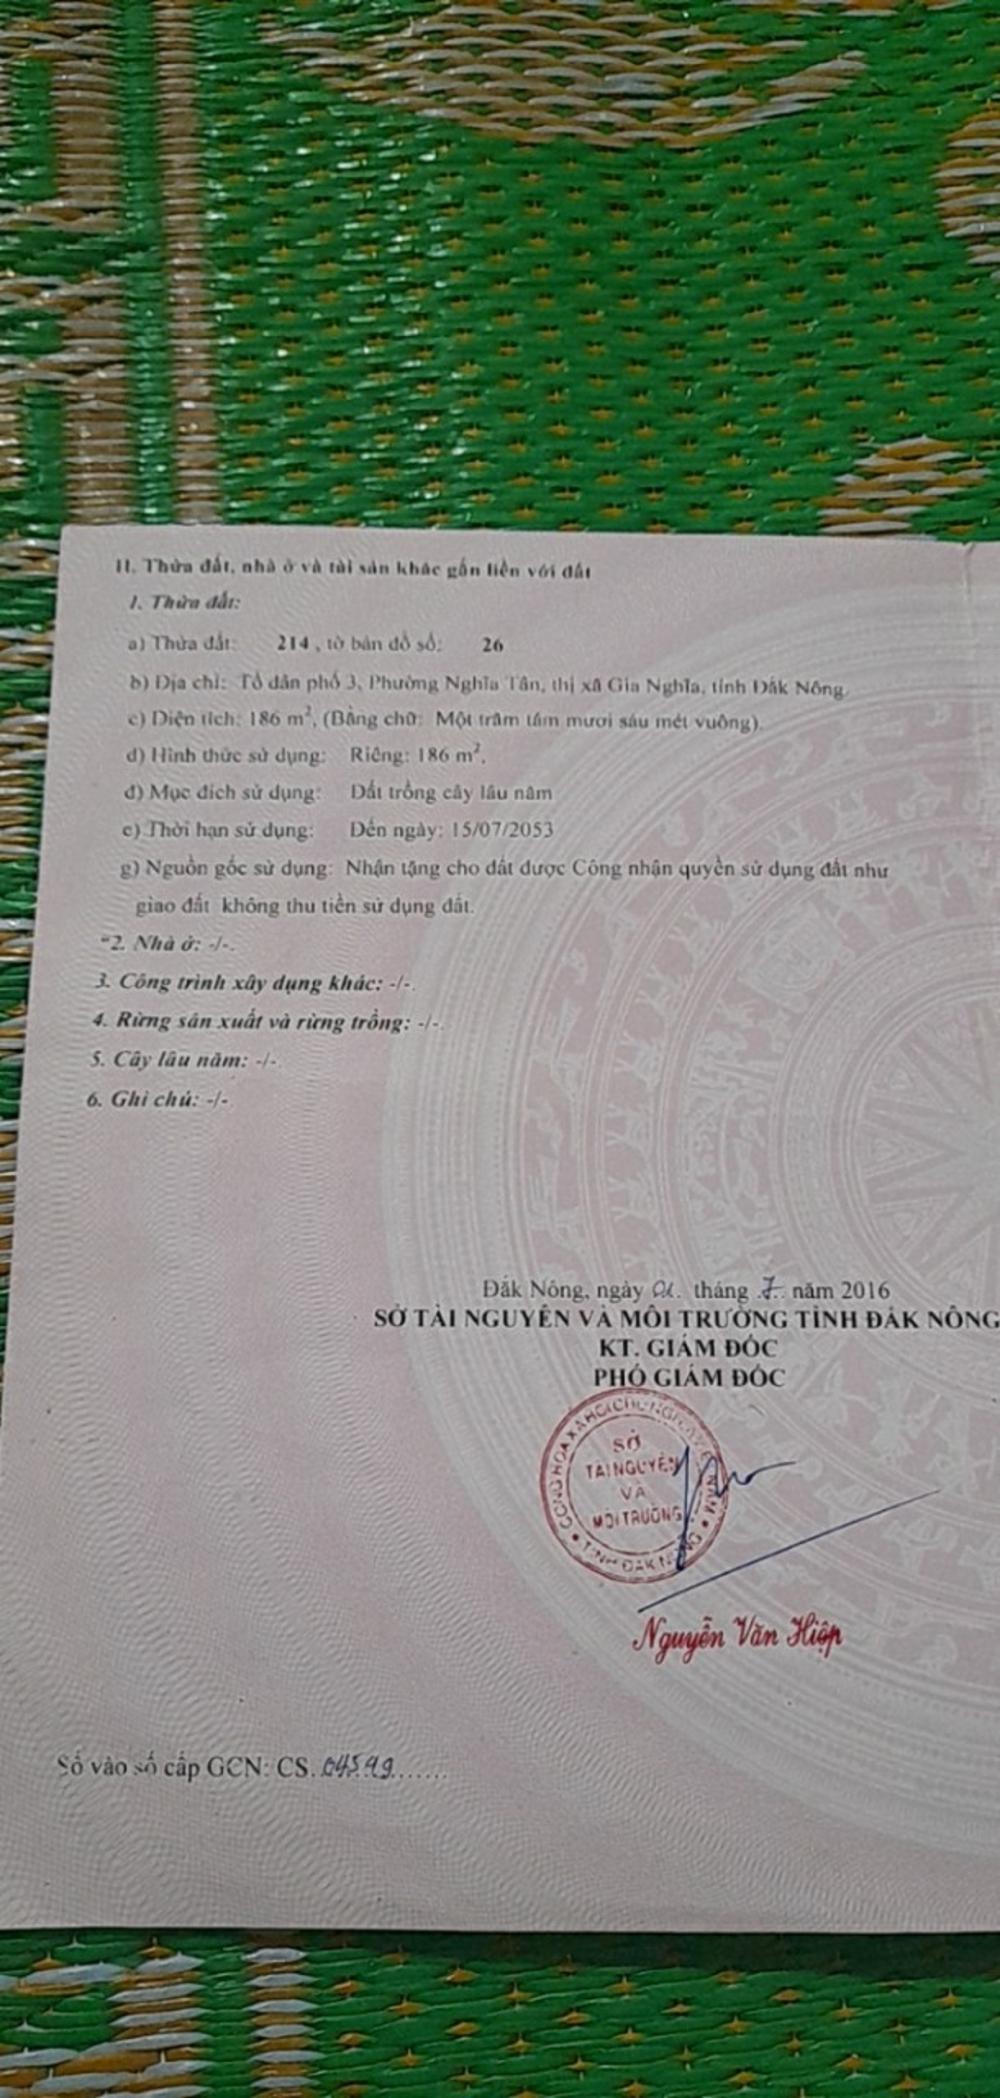 II. Thửa đất, nhà ở và tài sản khác gắn liền với đất
1. Thửa đất:
a) Thửa đất: 214 , tờ bản đồ số: 26
b) Địa chỉ: Tổ dân phố 3, Phường Nghĩa Tân, thị xã Gia Nghĩa, tỉnh Đắk Nông.
c) Diện tích: 186 m², (Bằng chữ: Một trăm tám mươi sáu mét vuông).
d) Hình thức sử dụng: Riêng: 186 m².
đ) Mục đích sử dụng: Đất trồng cây lâu năm
e) Thời hạn sử dụng: Đến ngày: 15/07/2053
g) Nguồn gốc sử dụng: Nhận tặng cho đất được Công nhận quyền sử dụng đất như
giao đất không thu tiền sử dụng đất.
2. Nhà ở: -/-.
3. Công trình xây dựng khác: -/-.
4. Rừng sản xuất và rừng trồng: -/-.
5. Cây lâu năm: -/-.
6. Ghi chú: -/-
Đắk Nông, ngày tháng 7 năm 2016
SỞ TÀI NGUYÊN VÀ MÔI TRƯỜNG TỈNH ĐẮK NÔNG
KT. GIÁM ĐỐC
PHÓ GIÁM ĐỐC
CỘNG HÒA XÃ HỘI CHỦ NGHĨA VIỆT NAM
SỞ
TÀI NGUYÊN
VÀ
MÔI TRƯỜNG
TỈNH ĐẮK NÔNG
Nguyễn Văn Hiệp
Số vào sổ cấp GCN: CS. 04599